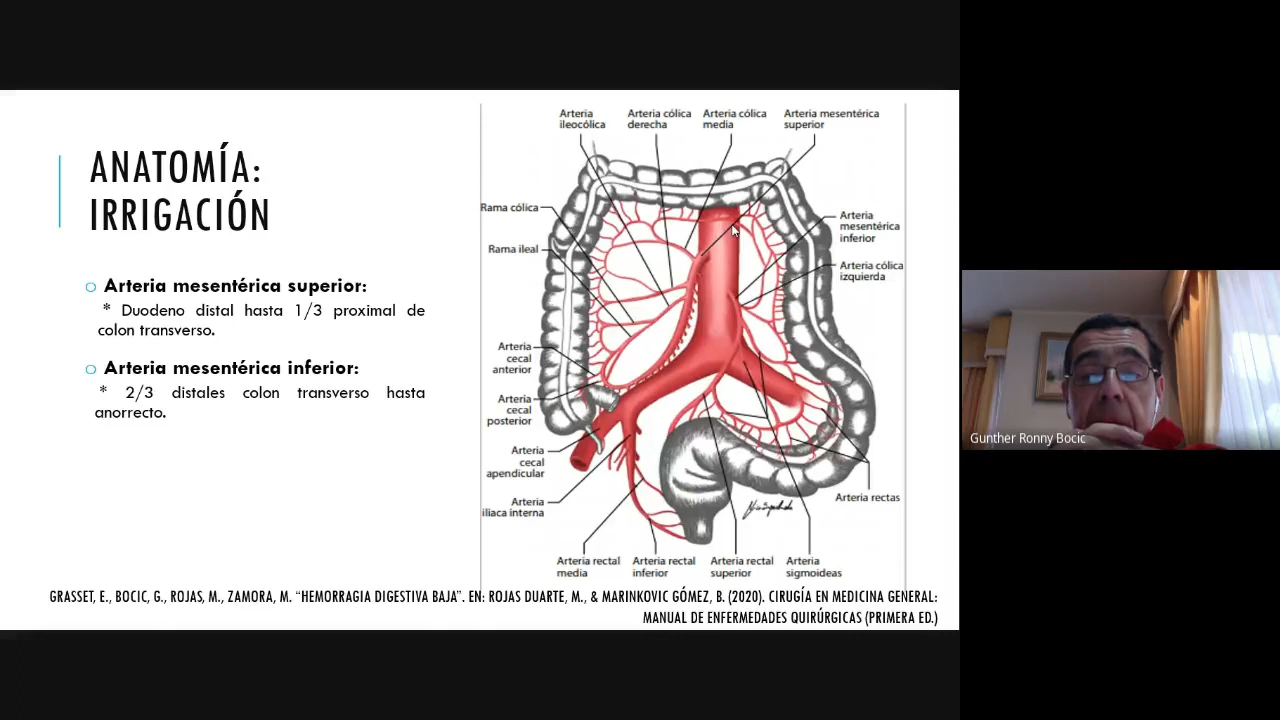 ANATOMÍA:
IRRIGACIÓN
Arteria mesentérica superior:
* Duodeno distal hasta 1/3 proximal de
colon transverso.
Arteria mesentérica inferior:
* 2/3 distales colon transverso hasta
anorrecto.
Arteria
ileocólica
Arteria cólica
derecha
Arteria cólica
media
Arteria mesentérica
superior
Rama cólica
Rama ileal
Arteria
mesentérica
inferior
Arteria cólica
izquierda
Arteria
cecal
anterior
Arteria
cecal
posterior
Arteria
cecal
apendicular
Arteria
iliaca interna
Arteria rectas
Arteria rectal
media
Arteria rectal
inferior
Arteria rectal
superior
Arteria
sigmoideas
GRASSET, E., BOCIC, G., ROJAS, M., ZAMORA, M. “HEMORRAGIA DIGESTIVA BAJA”. EN: ROJAS DUARTE, M., & MARINKOVIC GÓMEZ, B. (2020). CIRUGÍA EN MEDICINA GENERAL:
MANUAL DE ENFERMEDADES QUIRÚRGICAS (PRIMERA ED.)
Gunther Ronny Bocic